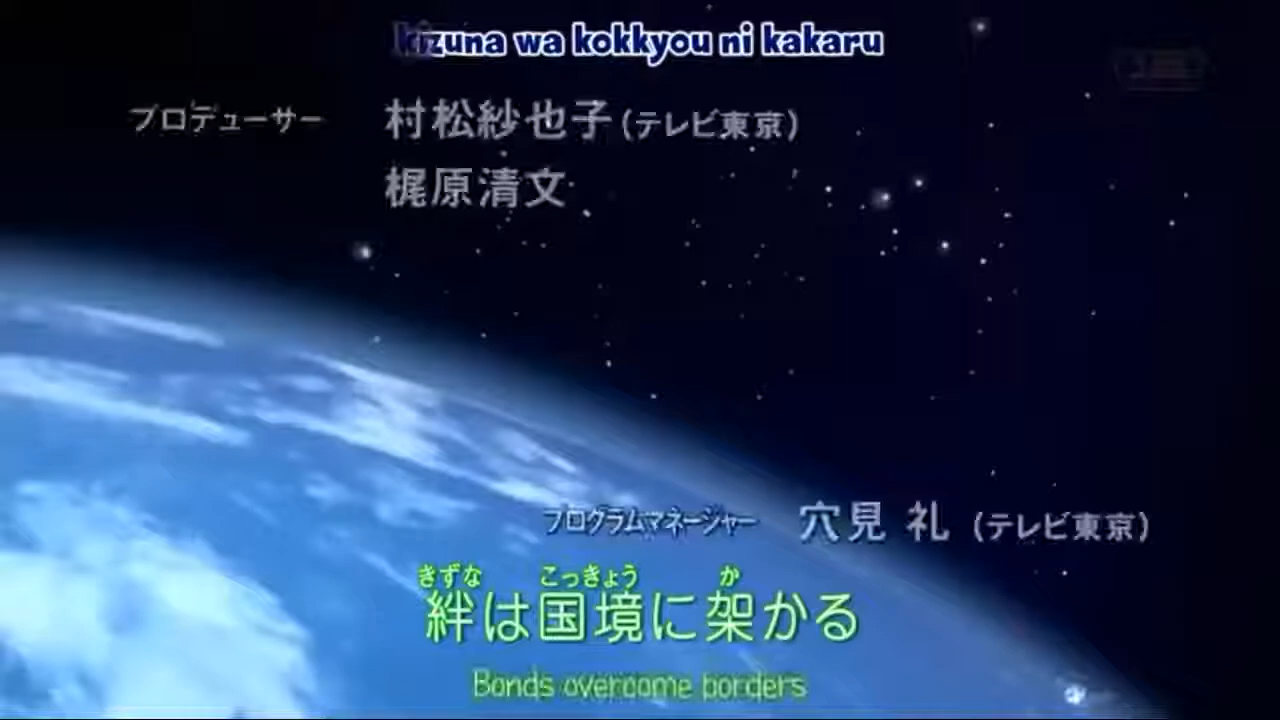 kizuna wa kokkyou ni kakaru
プロデューサー 村松紗也子(テレビ東京)
梶原清文
プログラムマネージャー 穴見 礼 (テレビ東京)
きずな こっきょう か
絆は国境に架かる
Bonds overcome borders